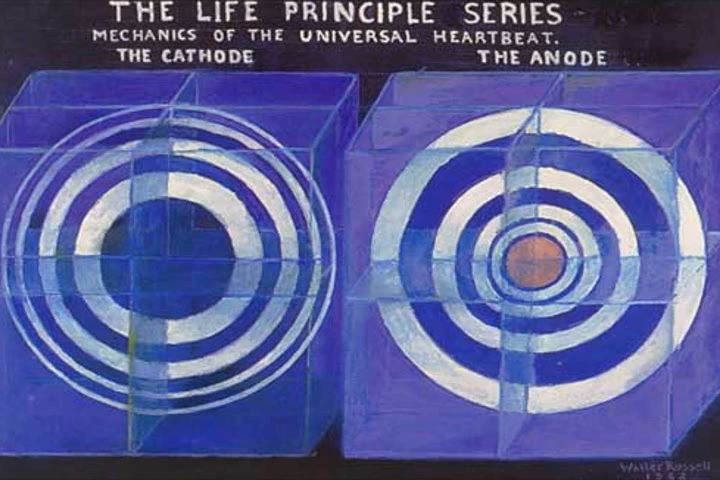 THE LIFE PRINCIPLE SERIES
MECHANICS OF THE UNIVERSAL HEARTBEAT.
THE CATHODE
THE ANODE
Walter Russell